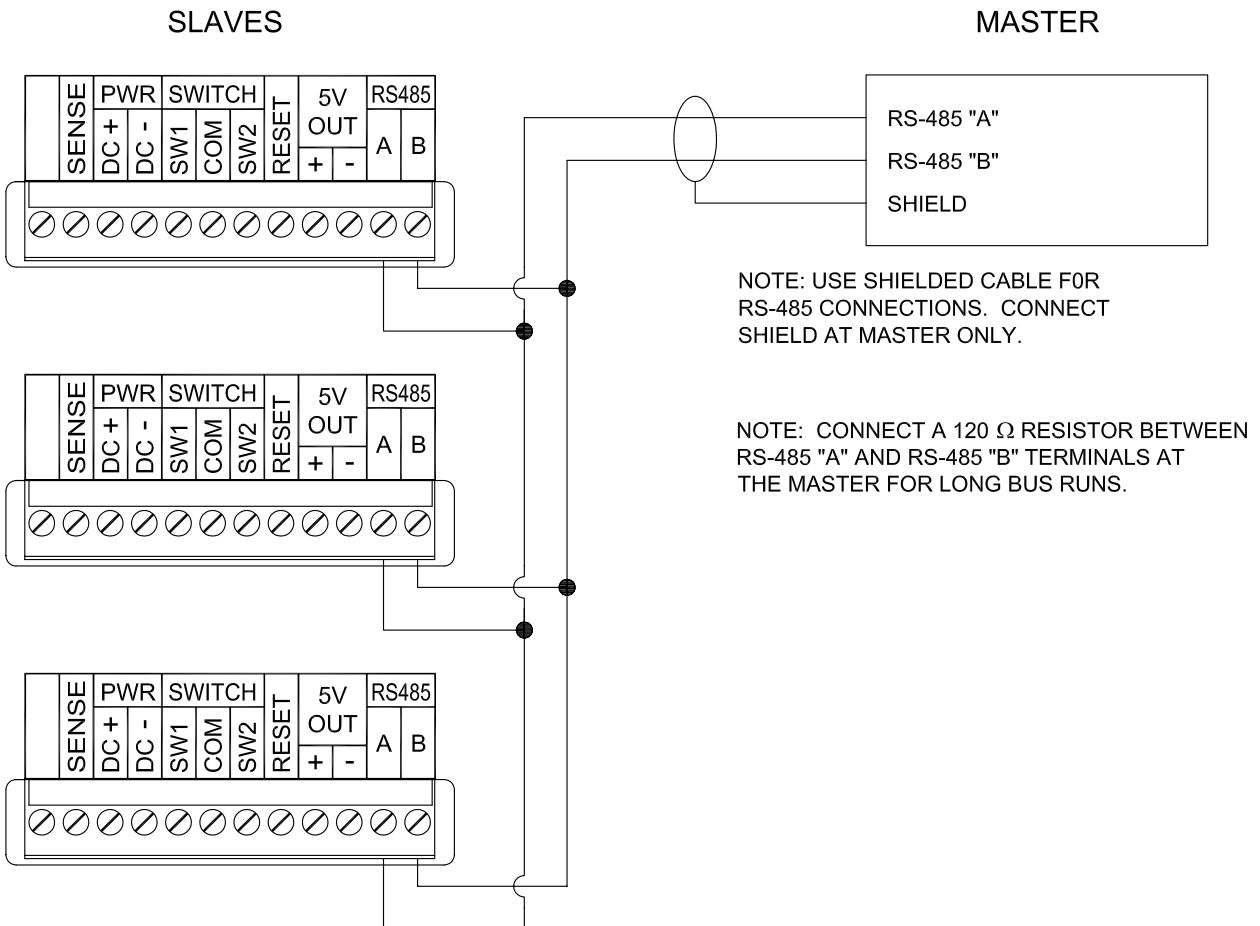 SLAVES
MASTER
SENSE
PWR
DC +
DC -
SWITCH
SW1
COM
SW2
RESET
5V
OUT
+ -
RS485
A B
SENSE
PWR
DC +
DC -
SWITCH
SW1
COM
SW2
RESET
5V
OUT
+ -
RS485
A B
SENSE
PWR
DC +
DC -
SWITCH
SW1
COM
SW2
RESET
5V
OUT
+ -
RS485
A B
RS-485 "A"
RS-485 "B"
SHIELD
NOTE: USE SHIELDED CABLE F0R
RS-485 CONNECTIONS. CONNECT
SHIELD AT MASTER ONLY.
NOTE: CONNECT A 120 Ω RESISTOR BETWEEN
RS-485 "A" AND RS-485 "B" TERMINALS AT
THE MASTER FOR LONG BUS RUNS.